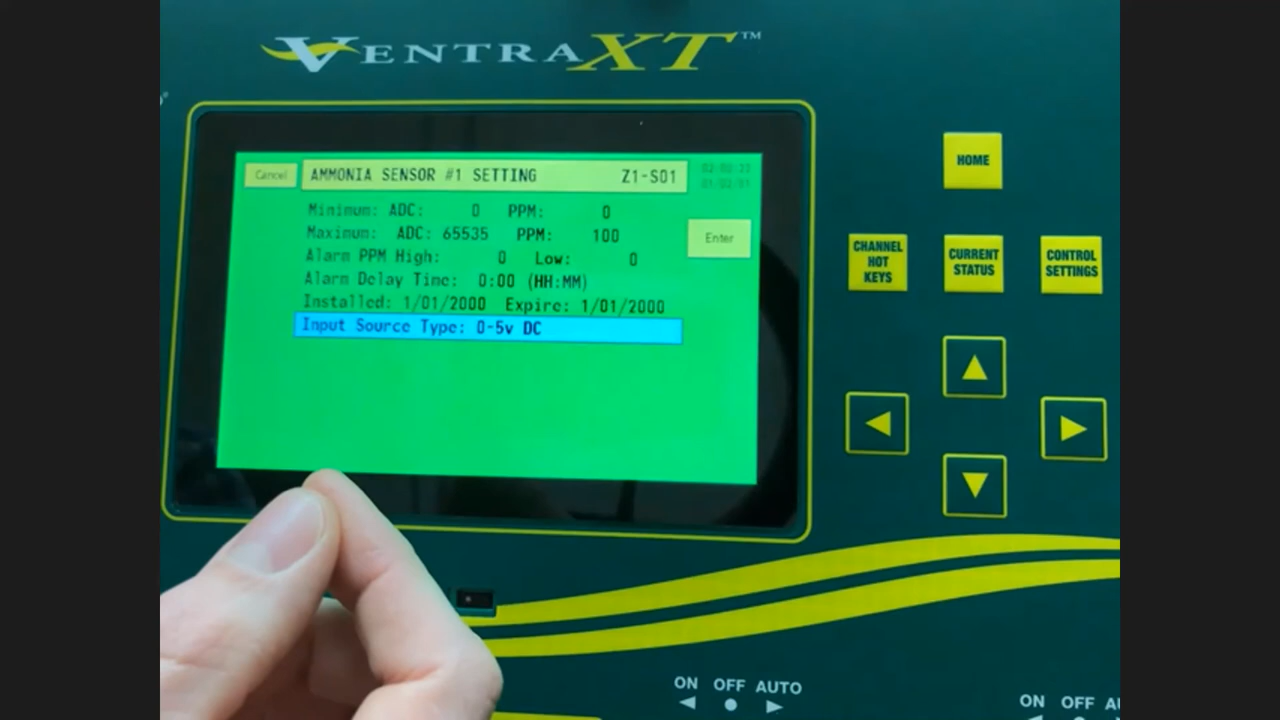 VENTRAXT™
Cancel AMMONIA SENSOR #1 SETTING Z1-S01
Minimum: ADC: 0 PPM: 0
Maximum: ADC: 65535 PPM: 100
Enter
Alarm PPM High: 0 Low: 0
Alarm Delay Time: 0:00 (HH:MM)
Installed: 1/01/2000 Expire: 1/01/2000
Input Source Type: 0-5v DC
HOME
CHANNEL
HOT
KEYS
CURRENT
STATUS
CONTROL
SETTINGS
ON OFF AUTO
ON OFF